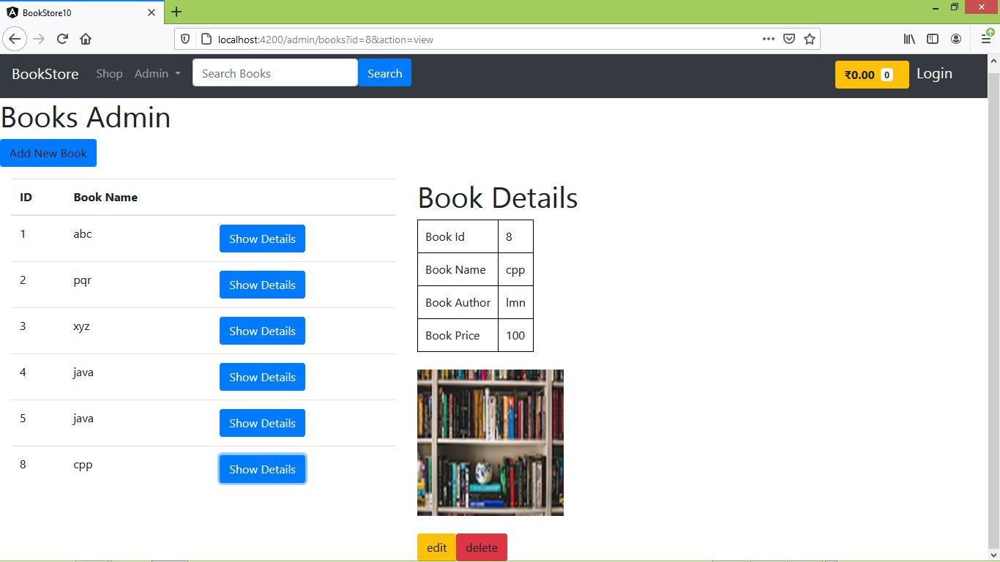 BookStore10
localhost:4200/admin/books?id=8&action=view
BookStore Shop Admin Search Books Search ₹0.00 0 Login
Books Admin
Add New Book
ID Book Name
1 abc Show Details
2 pqr Show Details
3 xyz Show Details
4 java Show Details
5 java Show Details
8 cpp Show Details
Book Details
Book Id 8
Book Name cpp
Book Author lmn
Book Price 100
edit delete